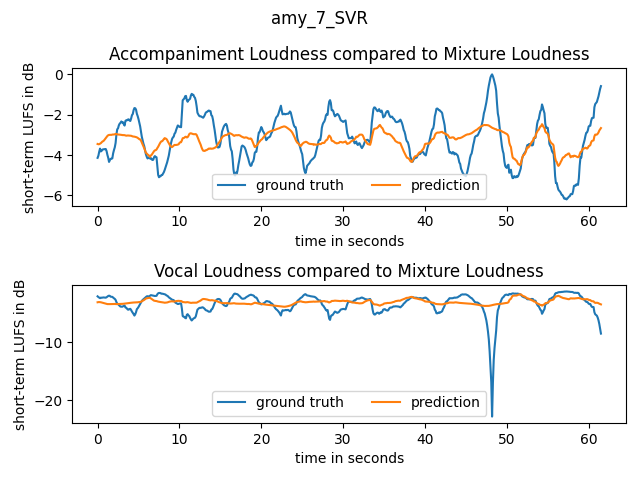 amy_7_SVR
Accompaniment Loudness compared to Mixture Loudness
short-term LUFS in dB
0
−2
−4
−6
ground truth
prediction
0 10 20 30 40 50 60
time in seconds
Vocal Loudness compared to Mixture Loudness
short-term LUFS in dB
−10
−20
ground truth
prediction
0 10 20 30 40 50 60
time in seconds